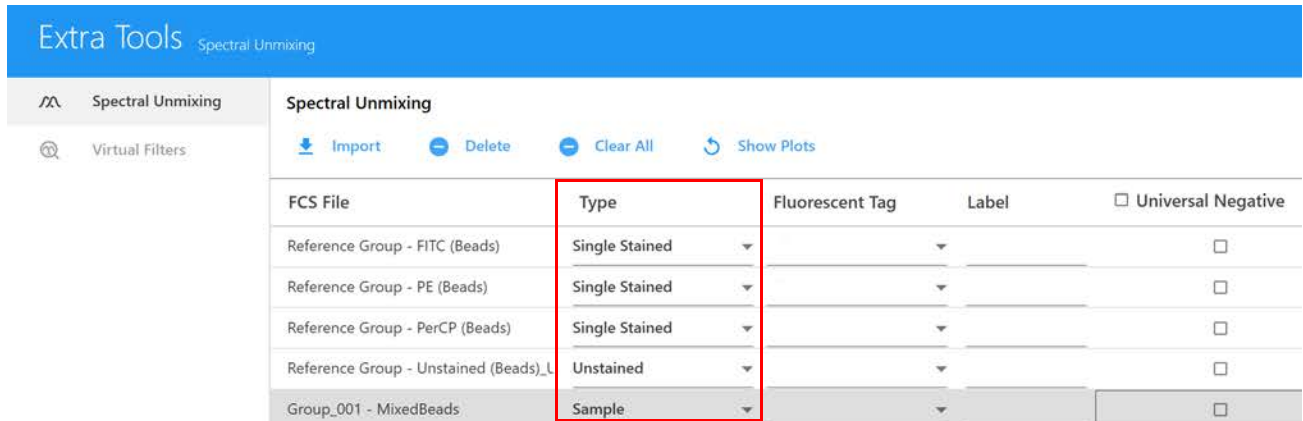 Extra Tools Spectral Unmixing
Spectral Unmixing
Virtual Filters
Spectral Unmixing
Import Delete Clear All Show Plots
FCS File Type Fluorescent Tag Label Universal Negative
Reference Group - FITC (Beads) Single Stained
Reference Group - PE (Beads) Single Stained
Reference Group - PerCP (Beads) Single Stained
Reference Group - Unstained (Beads)_U Unstained
Group_001 - MixedBeads Sample